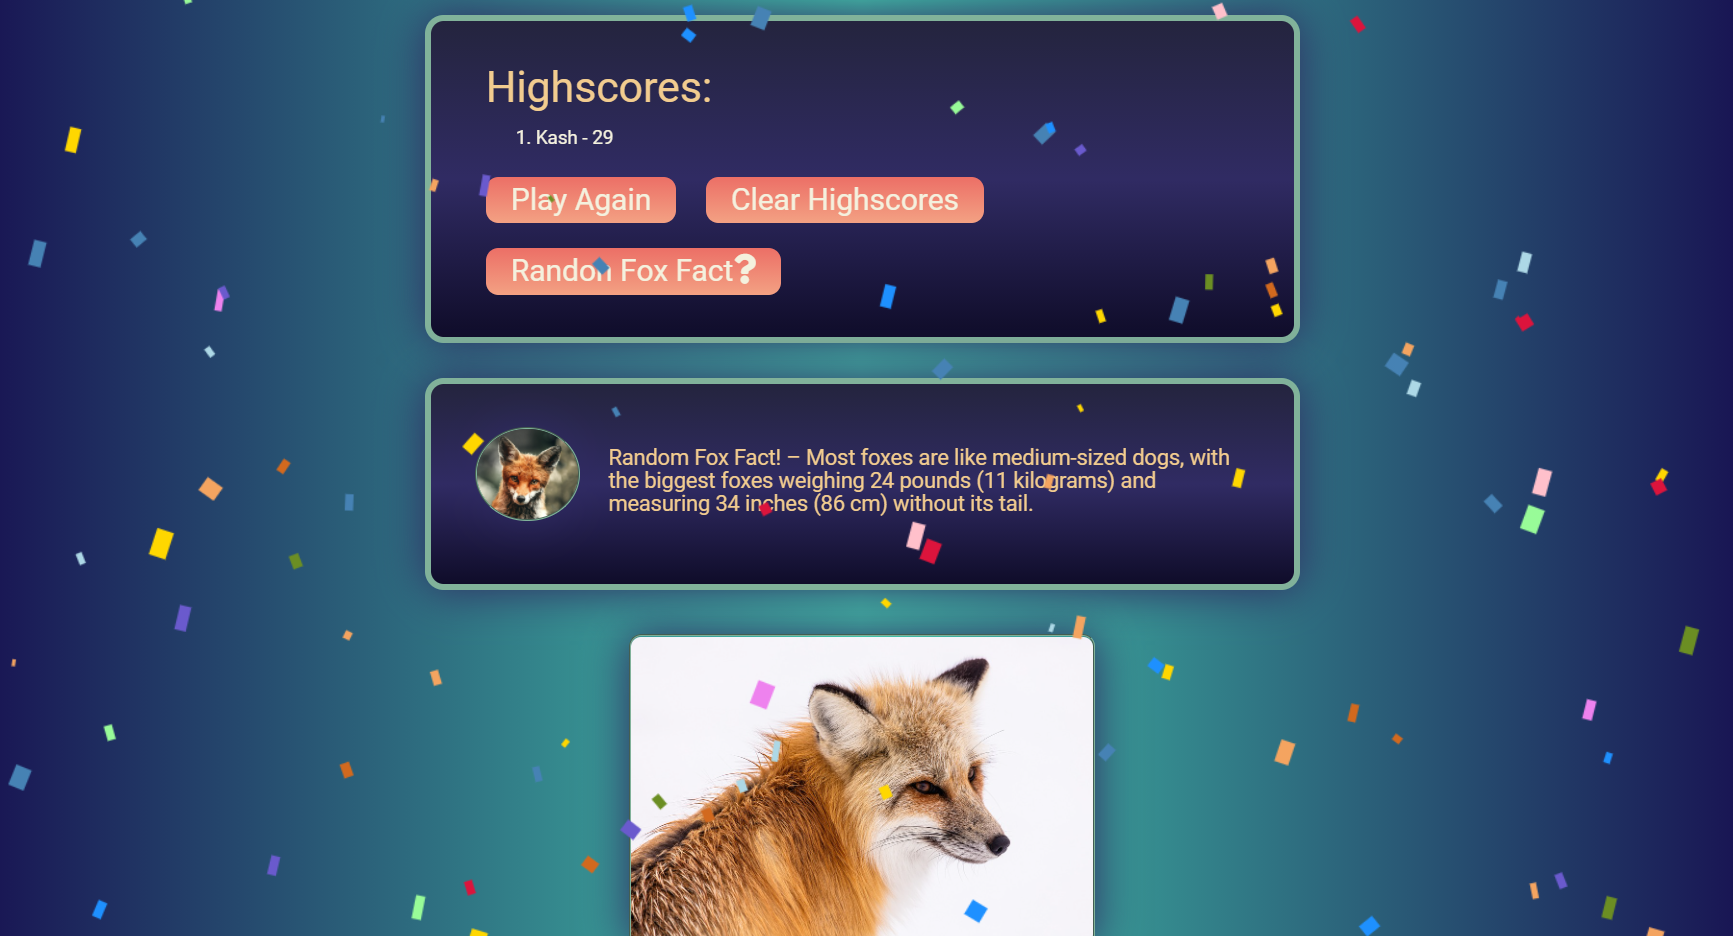 Highscores:
1. Kash - 29
Play Again
Clear Highscores
Random Fox Fact?
Random Fox Fact! – Most foxes are like medium-sized dogs, with
the biggest foxes weighing 24 pounds (11 kilograms) and
measuring 34 inches (86 cm) without its tail.